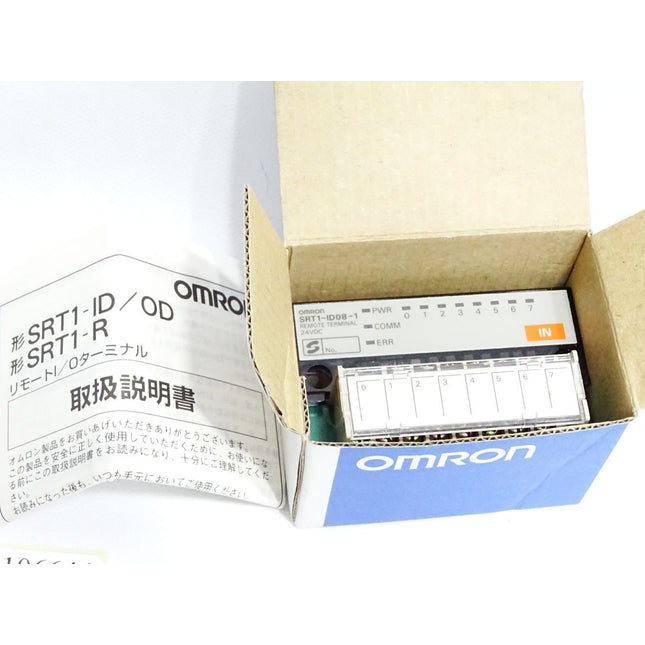 OMRON
形 SRT1-ID/OD
形 SRT1-R
リモートI/Oターミナル
取扱説明書
オムロン製品をお買いあげいただきありがとうございます。
この製品を安全に正しく使用していただくために、お使いにな
る前にこの取扱説明書をお読みになり、十分にご理解してくだ
さい。
お読みになった後も、いつも手元においてご使用ください。
OMRON
SRT1-ID08-1
REMOTE TERMINAL
24VDC
S No.
PWR
COMM
ERR
0 1 2 3 4 5 6 7
IN
0 1 2 3 4 5 6 7
OMRON